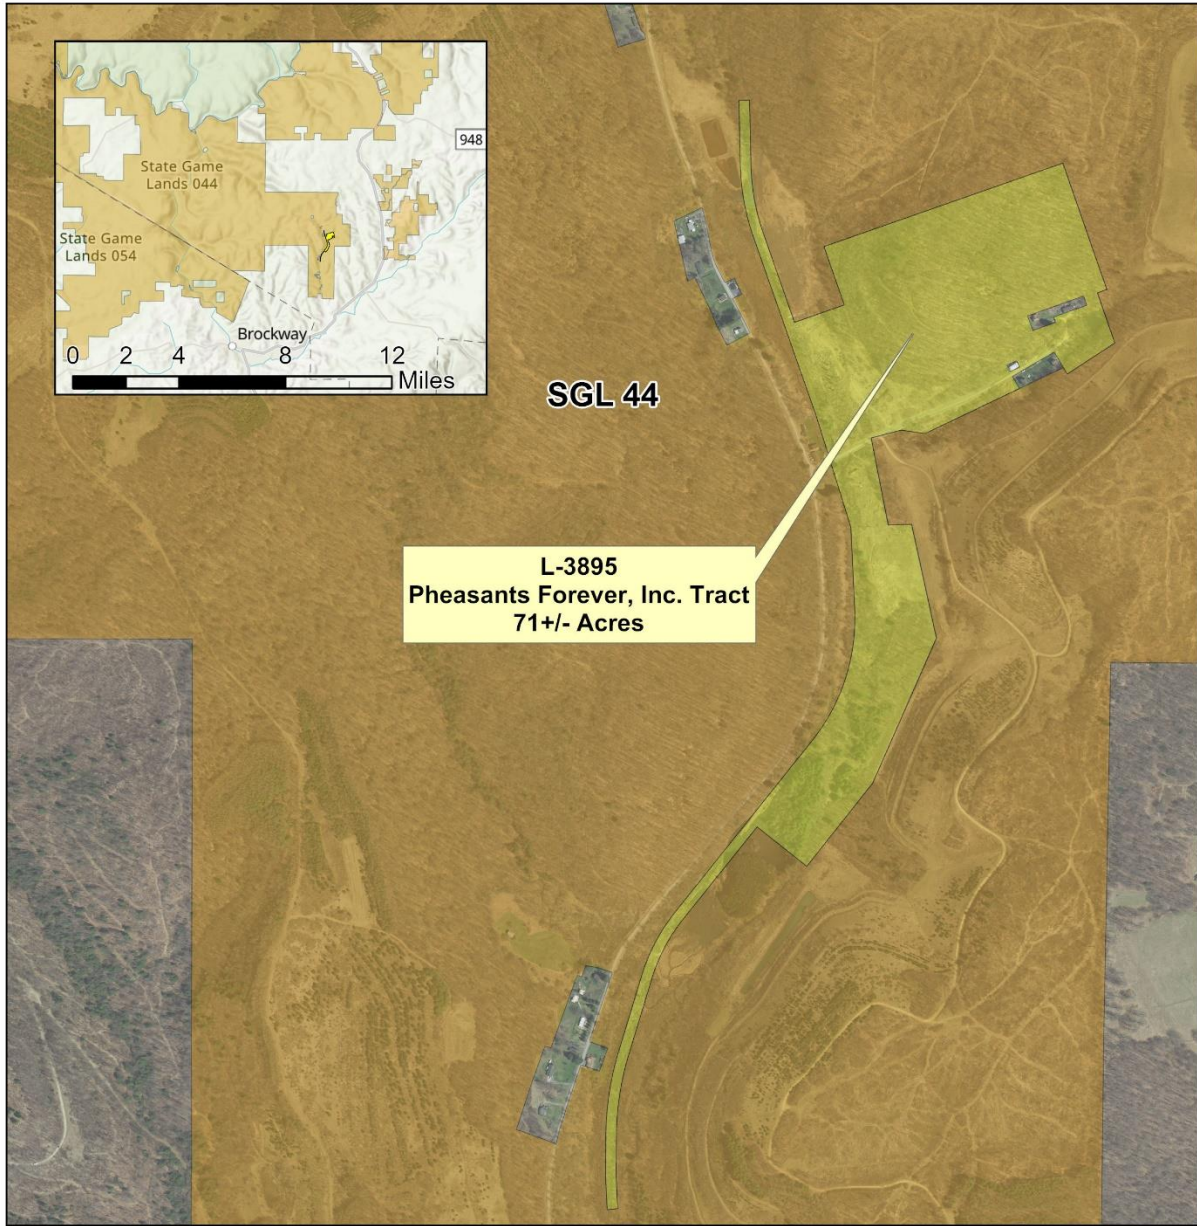 948
State Game
Lands 044
State Game
Lands 054
Brockway
0 2 4 8 12
Miles
SGL 44
L-3895
Pheasants Forever, Inc. Tract
71+/- Acres